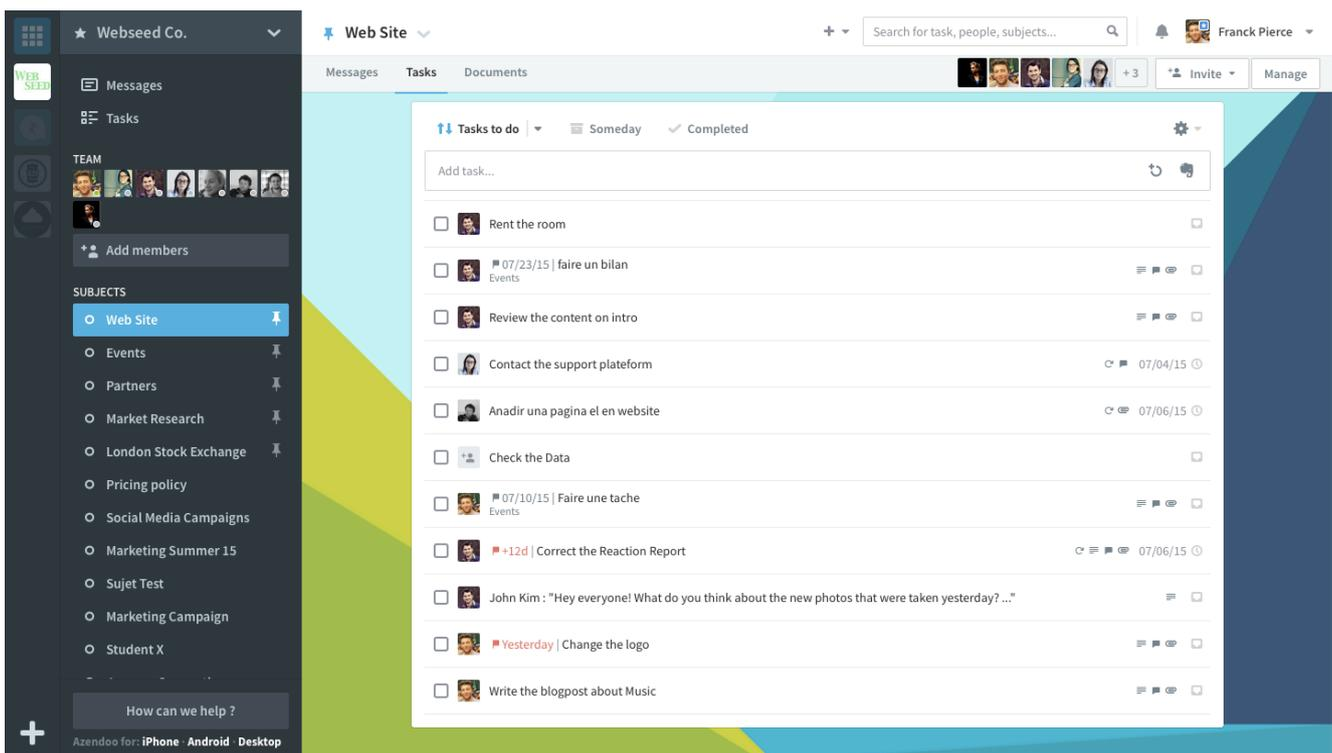 Webseed Co.
Web Site
Search for task, people, subjects...
Franck Pierce
WEB
SEED
Messages
Tasks
Messages
Tasks
Documents
+ 3
Invite
Manage
TEAM
Add members
SUBJECTS
Web Site
Events
Partners
Market Research
London Stock Exchange
Pricing policy
Social Media Campaigns
Marketing Summer 15
Sujet Test
Marketing Campaign
Student X
How can we help ?
Azendoo for: iPhone · Android · Desktop
Tasks to do
Someday
Completed
Add task...
Rent the room
07/23/15 | faire un bilan
Events
Review the content on intro
Contact the support plateform
07/04/15
Anadir una pagina el en website
07/06/15
Check the Data
07/10/15 | Faire une tache
Events
+12d | Correct the Reaction Report
07/06/15
John Kim : "Hey everyone! What do you think about the new photos that were taken yesterday? ..."
Yesterday | Change the logo
Write the blogpost about Music